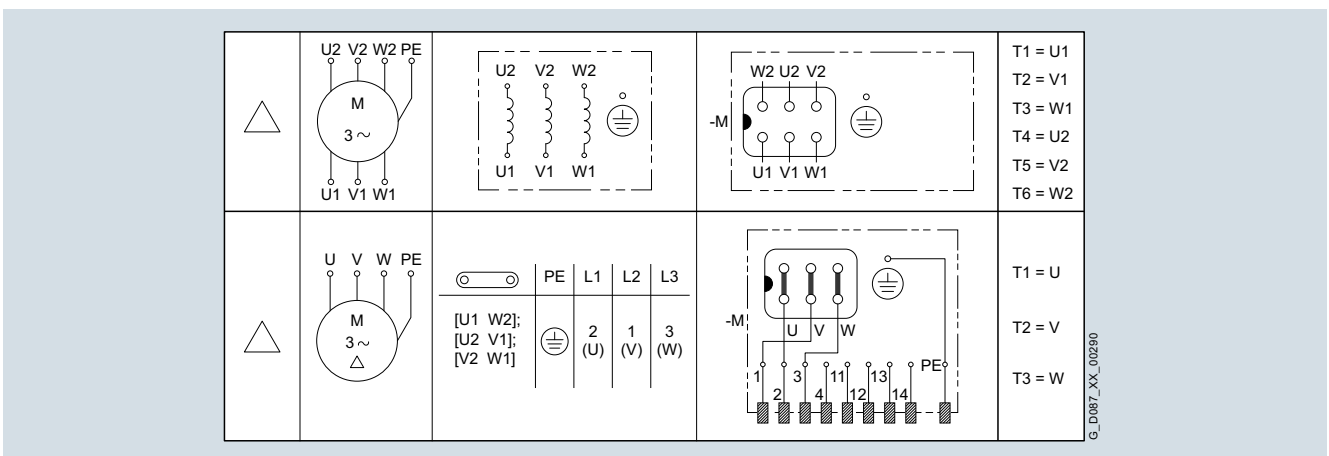 U2 V2 W2 PE
M
3 ~
U1 V1 W1
U2 V2 W2
U1 V1 W1
W2 U2 V2
-M
U1 V1 W1
T1 = U1
T2 = V1
T3 = W1
T4 = U2
T5 = V2
T6 = W2
U V W PE
M
3 ~
PE L1 L2 L3
[U1 W2];
[U2 V1];
[V2 W1]
2 1 3
(U) (V) (W)
-M
U V W
1 3 11 13 PE
2 4 12 14
T1 = U
T2 = V
T3 = W
G_D087_XX_00290